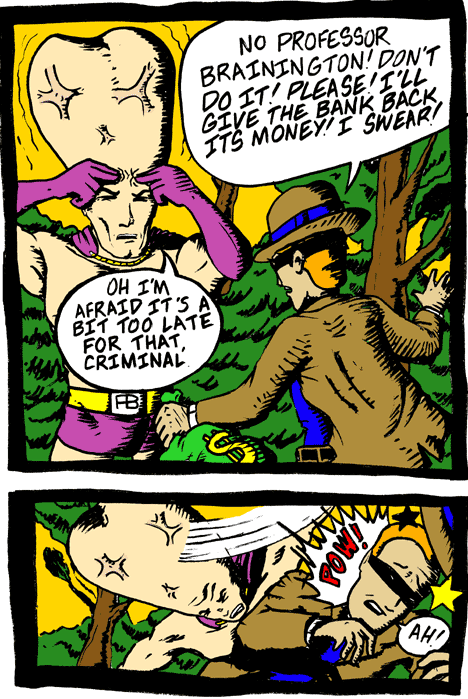 NO PROFESSOR
BRAININGTON! DON'T
DO IT! PLEASE! I'LL
GIVE THE BANK BACK
ITS MONEY! I SWEAR!
OH I'M
AFRAID IT'S A
BIT TOO LATE
FOR THAT,
CRIMINAL
PB
$
POW!
AH!